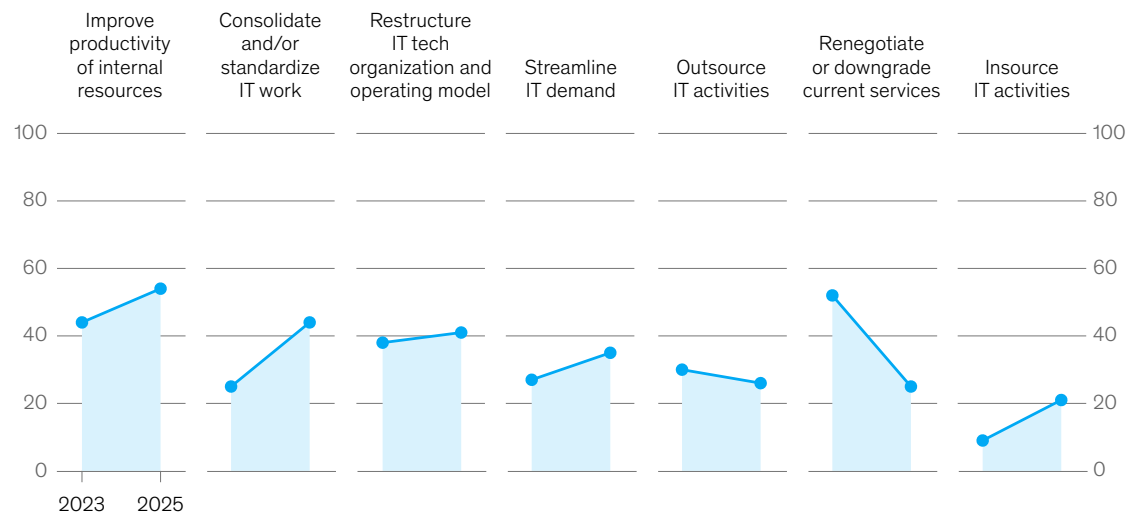 Improve
productivity
of internal
resources
Consolidate
and/or
standardize
IT work
Restructure
IT tech
organization and
operating model
Streamline
IT demand
Outsource
IT activities
Renegotiate
or downgrade
current services
Insource
IT activities
100
100
80
80
60
60
40
40
20
20
0
0
2023
2025